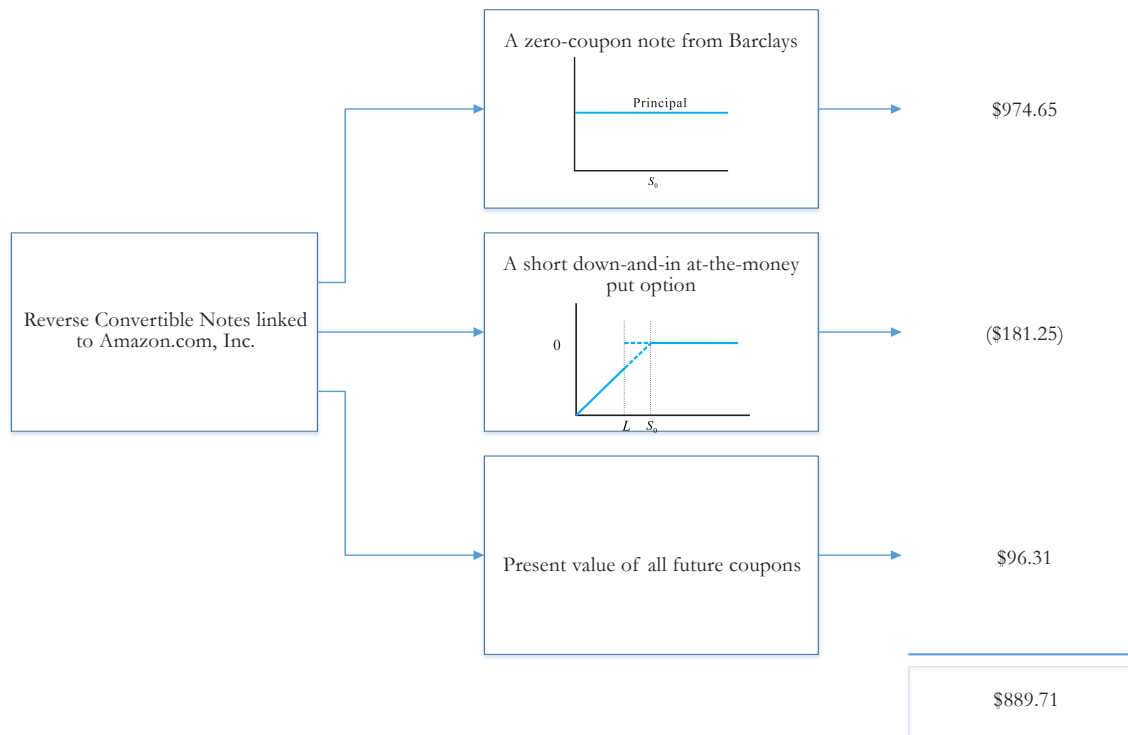 A zero-coupon note from Barclays
Principal
S₀
$974.65
Reverse Convertible Notes linked
to Amazon.com, Inc.
A short down-and-in at-the-money
put option
0
L S₀
($181.25)
Present value of all future coupons
$96.31
$889.71